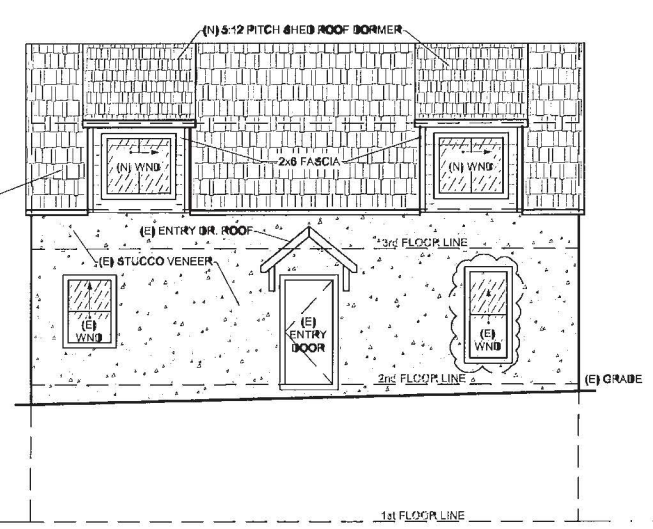 (N) 5:12 PITCH SHED ROOF DORMER
(N) WND
2x6 FASCIA
(N) WND
(E) ENTRY DR. ROOF
3rd FLOOR LINE
(E) STUCCO VENEER
(E)
WND
(E)
ENTRY
DOOR
(E)
WND
2nd FLOOR LINE
(E) GRADE
1st FLOOR LINE